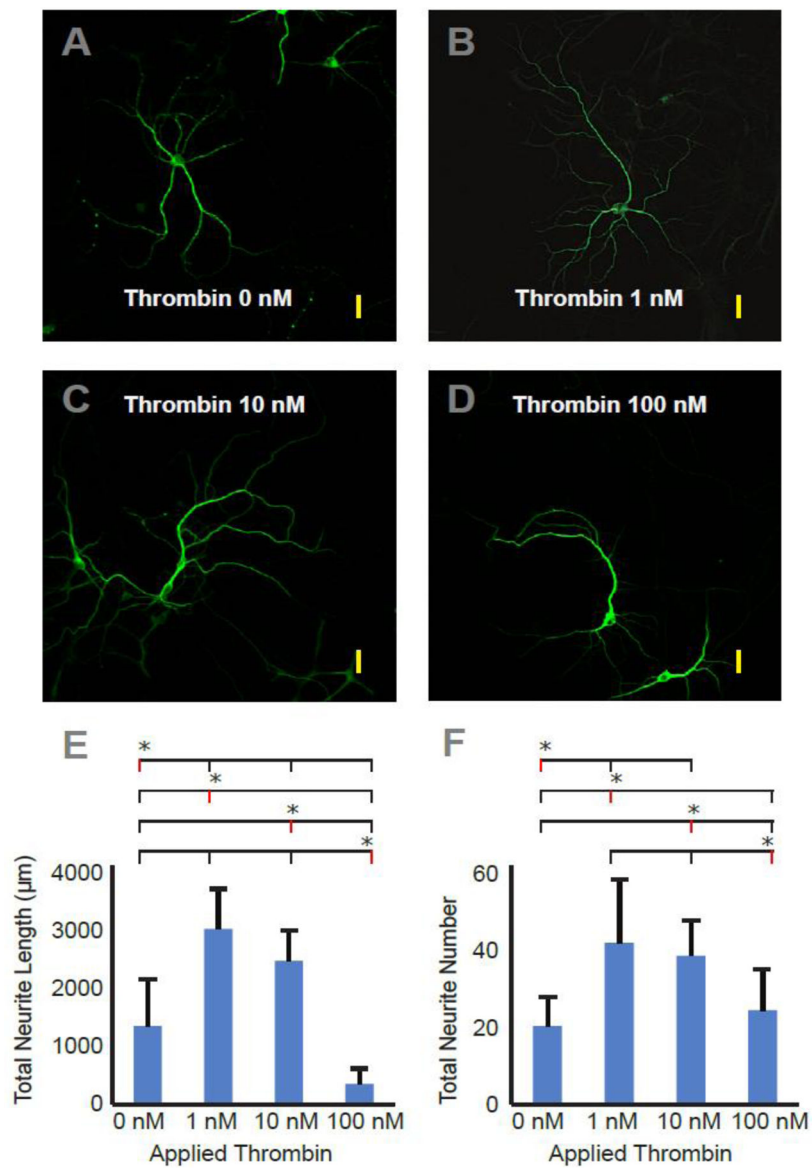 A
Thrombin 0 nM
B
Thrombin 1 nM
C
Thrombin 10 nM
D
Thrombin 100 nM
E
*
*
*
*
Total Neurite Length (µm)
4000
3000
2000
1000
0
0 nM 1 nM 10 nM 100 nM
Applied Thrombin
F
*
*
*
*
Total Neurite Number
60
40
20
0
0 nM 1 nM 10 nM 100 nM
Applied Thrombin